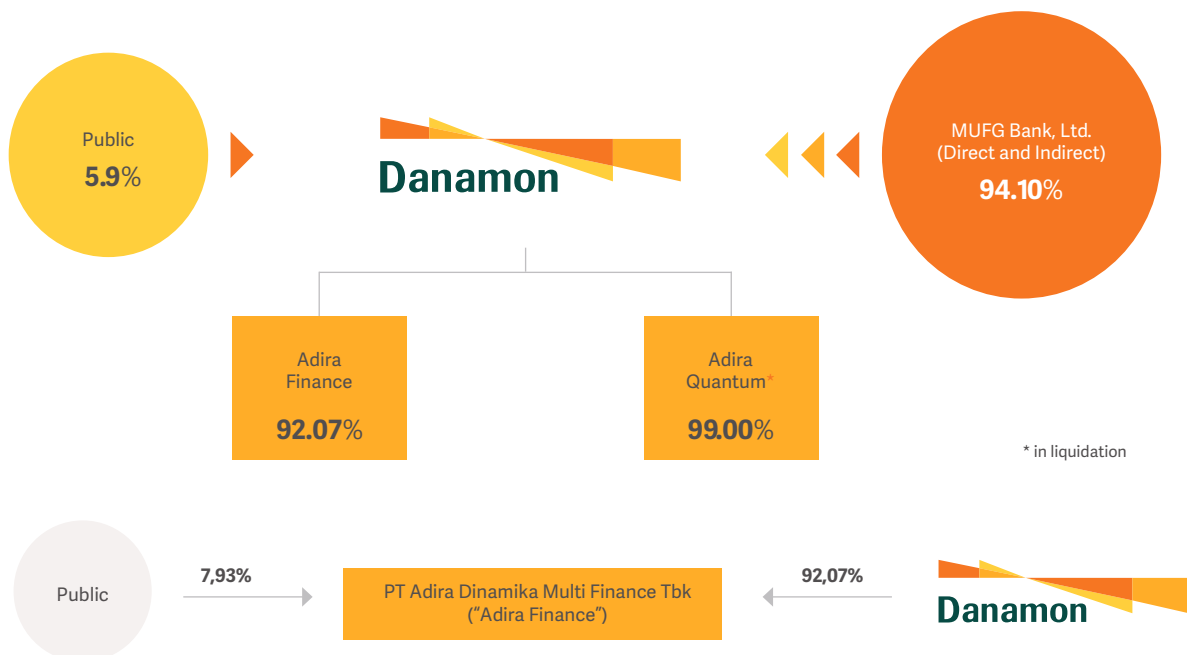 Public
5.9%
Danamon
MUFG Bank, Ltd.
(Direct and Indirect)
94.10%
Adira
Finance
92.07%
Adira
Quantum*
99.00%
* in liquidation
Public
7,93%
PT Adira Dinamika Multi Finance Tbk
(“Adira Finance”)
92,07%
Danamon